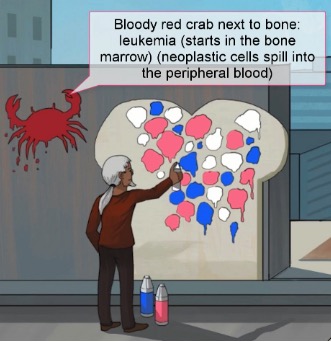 Bloody red crab next to bone:
leukemia (starts in the bone
marrow) (neoplastic cells spill into
the peripheral blood)